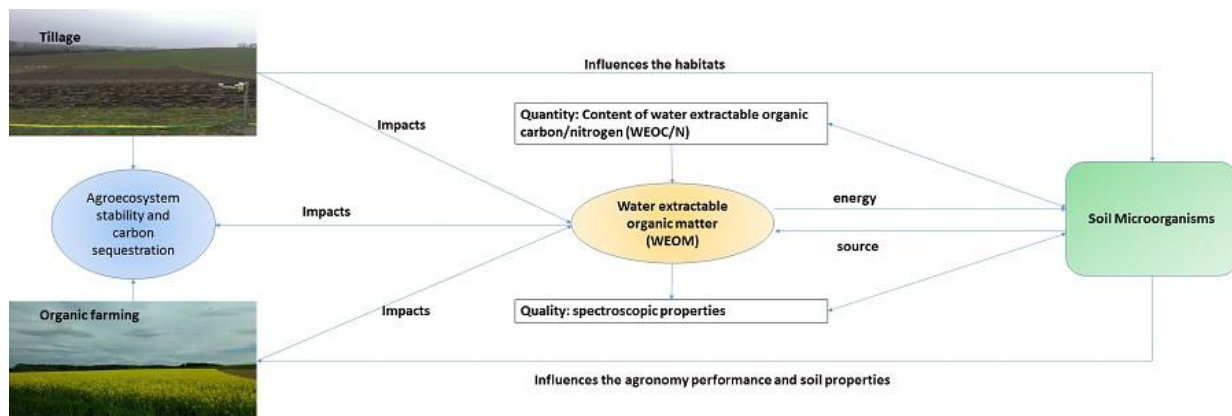 Tillage
Influences the habitats
Quantity: Content of water extractable organic
carbon/nitrogen (WEOC/N)
Impacts
Agroecosystem
stability and
carbon
sequestration
Impacts
Water extractable
organic matter
(WEOM)
energy
source
Soil Microorganisms
Organic farming
Impacts
Quality: spectroscopic properties
Influences the agronomy performance and soil properties